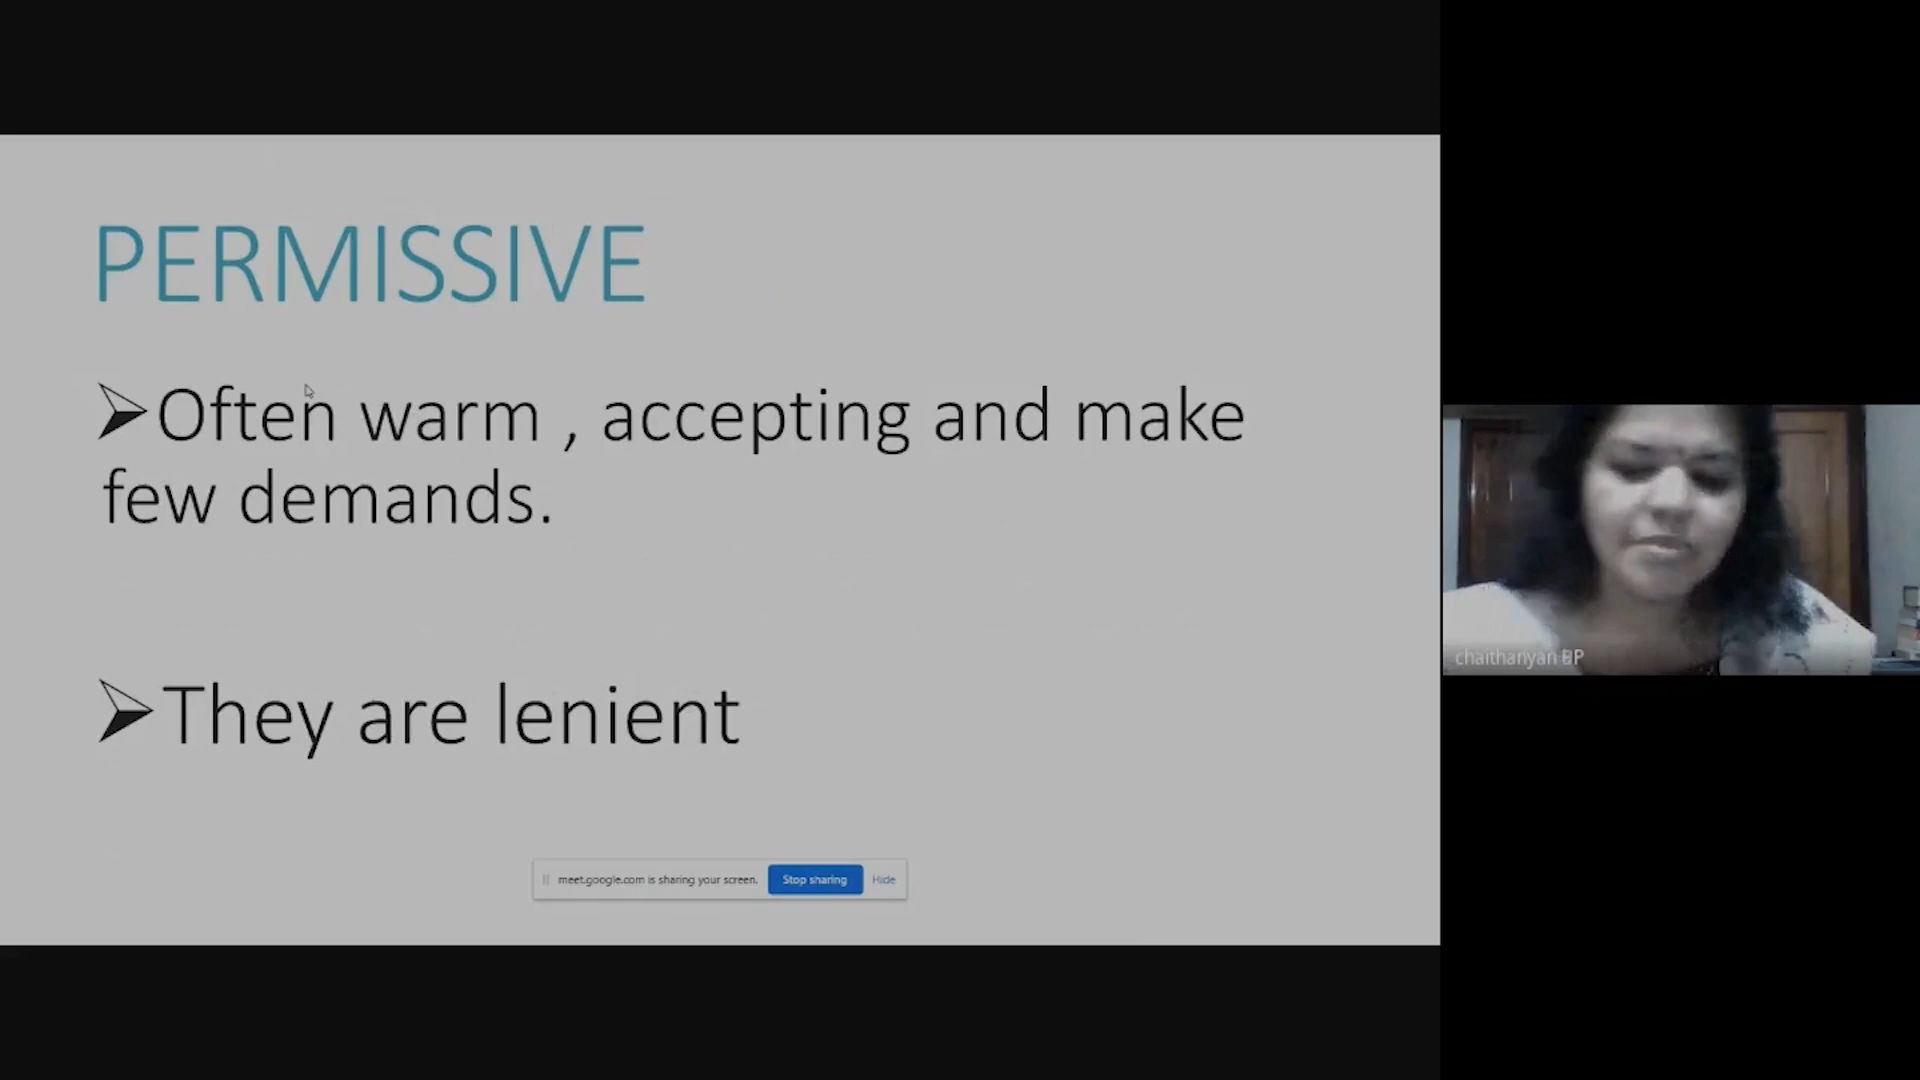 PERMISSIVE
➢Often warm , accepting and make
few demands.
➢They are lenient
meet.google.com is sharing your screen. Stop sharing Hide
chaithanyan